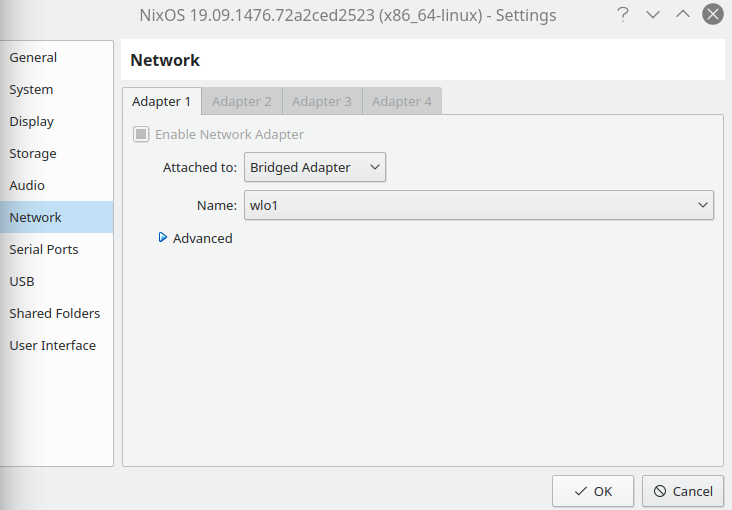 NixOS 19.09.1476.72a2ced2523 (x86_64-linux) - Settings
General
System
Display
Storage
Audio
Network
Serial Ports
USB
Shared Folders
User Interface
Network
Adapter 1 Adapter 2 Adapter 3 Adapter 4
Enable Network Adapter
Attached to: Bridged Adapter
Name: wlo1
Advanced
OK Cancel